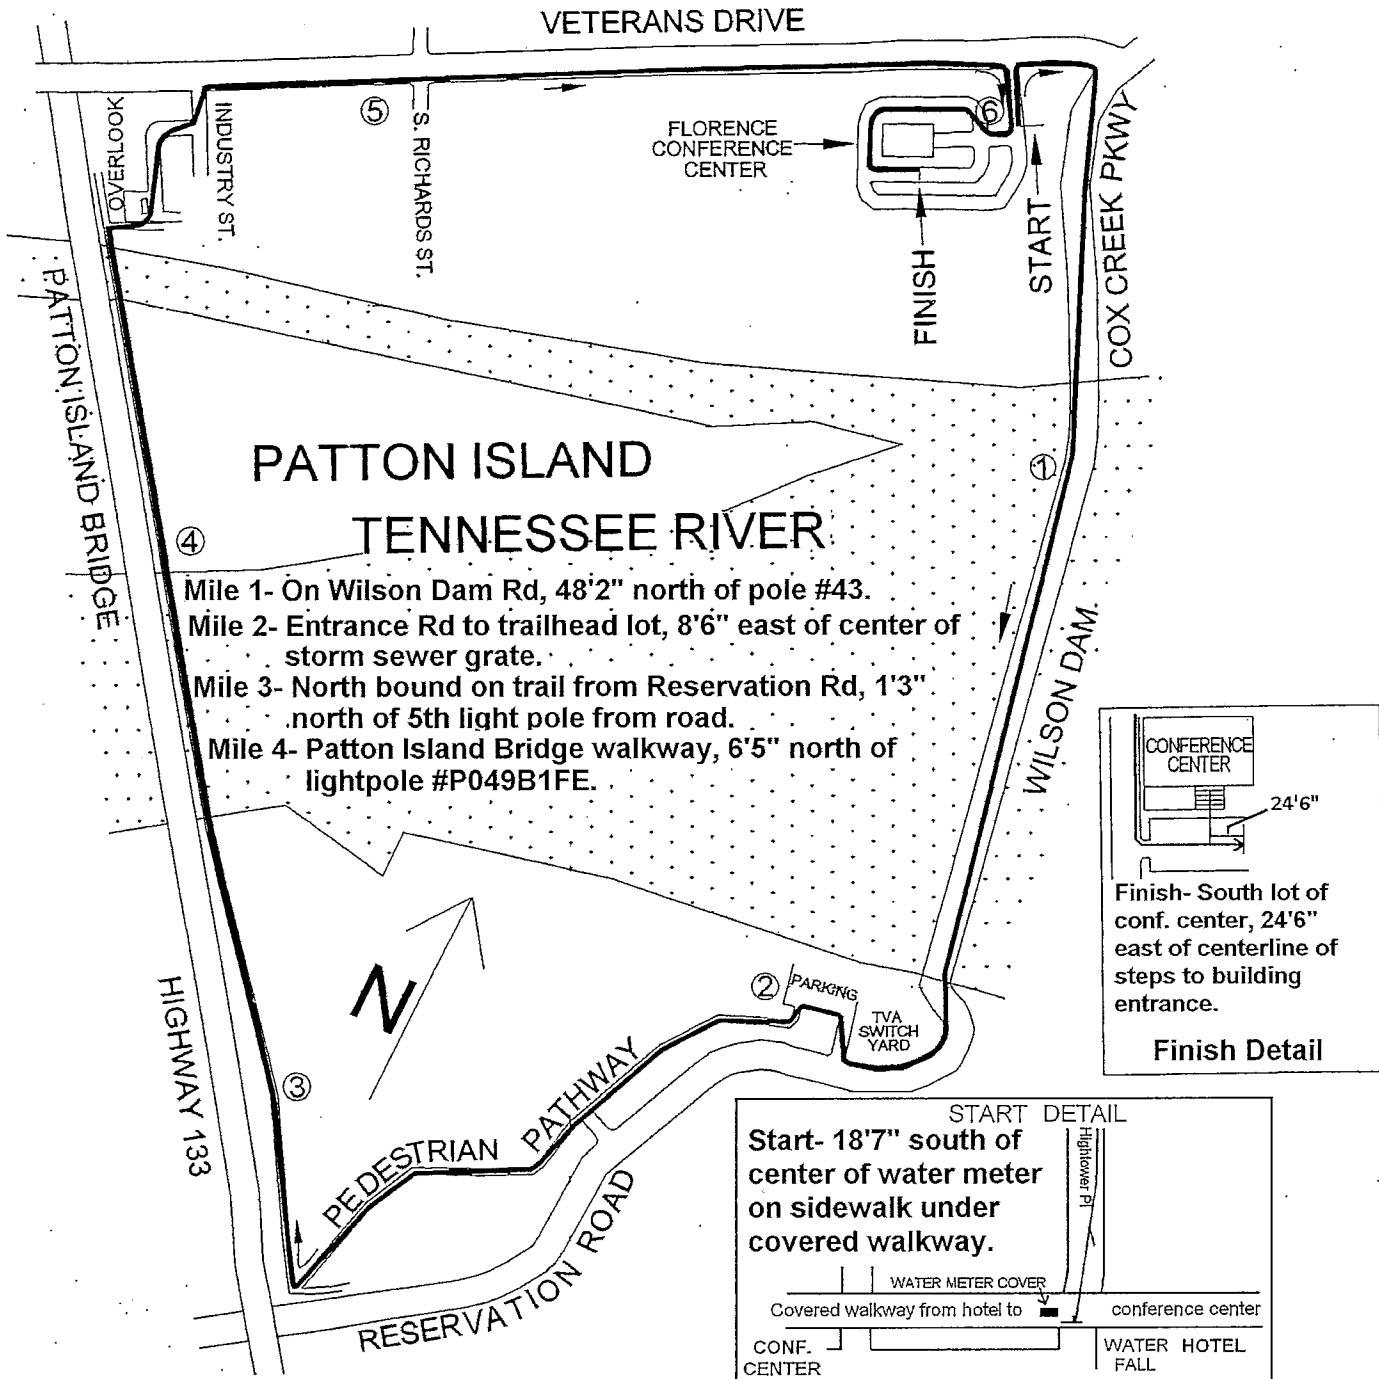 VETERANS DRIVE
OVERLOOK
INDUSTRY ST.
5
S. RICHARDS ST.
FLORENCE
CONFERENCE
CENTER
6
FINISH
START
COX CREEK PKWY
PATTON ISLAND BRIDGE
PATTON ISLAND
1
4
TENNESSEE RIVER
Mile 1- On Wilson Dam Rd, 48'2" north of pole #43.
Mile 2- Entrance Rd to trailhead lot, 8'6" east of center of
storm sewer grate.
Mile 3- North bound on trail from Reservation Rd, 1'3"
north of 5th light pole from road.
Mile 4- Patton Island Bridge walkway, 6'5" north of
lightpole #P049B1FE.
WILSON DAM.
CONFERENCE
CENTER
24'6"
Finish- South lot of
conf. center, 24'6"
east of centerline of
steps to building
entrance.
Finish Detail
N
2
PARKING
TVA
SWITCH
YARD
HIGHWAY 133
3
PEDESTRIAN PATHWAY
RESERVATION ROAD
START DETAIL
Start- 18'7" south of
center of water meter
on sidewalk under
covered walkway.
Hightower Pl
WATER METER COVER
Covered walkway from hotel to conference center
CONF.
CENTER
WATER HOTEL
FALL